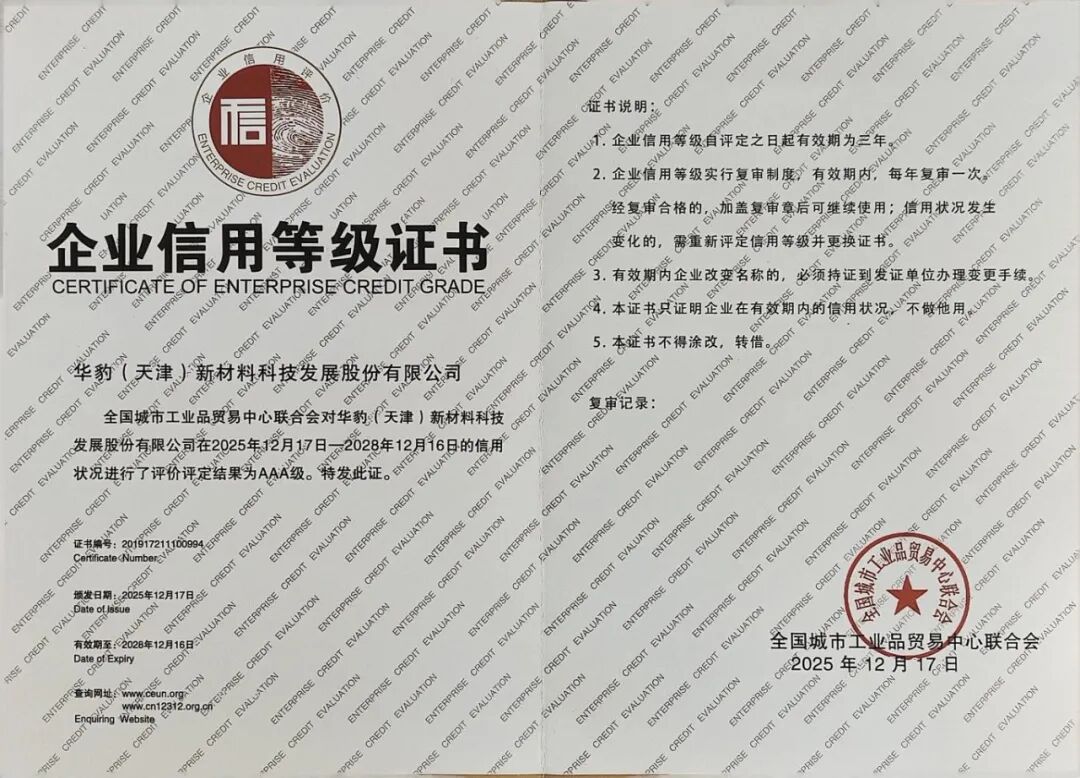 企业信用评价
信
ENTERPRISE CREDIT EVALUATION
企业信用等级证书
CERTIFICATE OF ENTERPRISE CREDIT GRADE
华豹（天津）新材料科技发展股份有限公司
全国城市工业品贸易中心联合会对华豹（天津）新材料科技
发展股份有限公司在2025年12月17日—2028年12月16日的信用
状况进行了评价评定结果为AAA级。特发此证。
证书编号：201917211100994
Certificate Number
颁发日期：2025年12月17日
Date of Issue
有效期至：2028年12月16日
Date of Expiry
查询网址：www.ceun.org
www.cn12312.org.cn
Enquiring Website
证书说明：
1. 企业信用等级自评定之日起有效期为三年。
2. 企业信用等级实行复审制度，有效期内，每年复审一次。
经复审合格的，加盖复审章后可继续使用；信用状况发生
变化的，需重新评定信用等级并更换证书。
3. 有效期内企业改变名称的，必须持证到发证单位办理变更手续。
4. 本证书只证明企业在有效期内的信用状况，不做他用。
5. 本证书不得涂改，转借。
复审记录：
全国城市工业品贸易中心联合会
全国城市工业品贸易中心联合会
2025 年 12 月 17 日